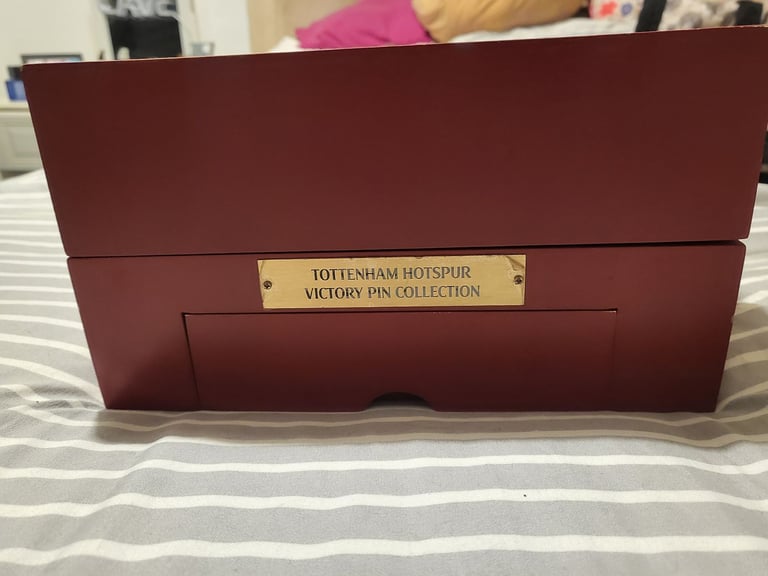 TOTTENHAM HOTSPUR
VICTORY PIN COLLECTION